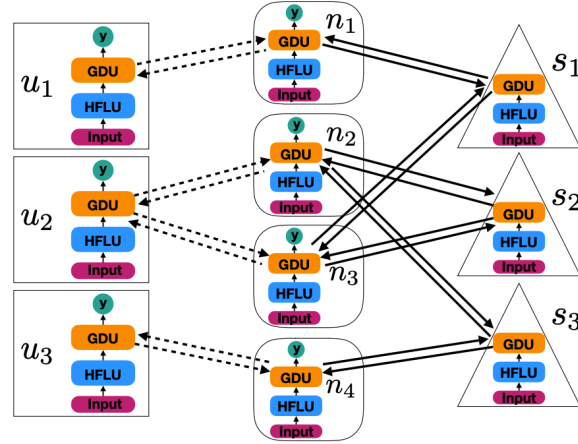 y
GDU
HFLU
Input
u1
y
GDU
HFLU
Input
u2
y
GDU
HFLU
Input
u3
y
GDU
HFLU
Input
n1
y
GDU
HFLU
Input
n2
y
GDU
HFLU
Input
n3
y
GDU
HFLU
Input
n4
GDU
HFLU
Input
s1
GDU
HFLU
Input
s2
GDU
HFLU
Input
s3